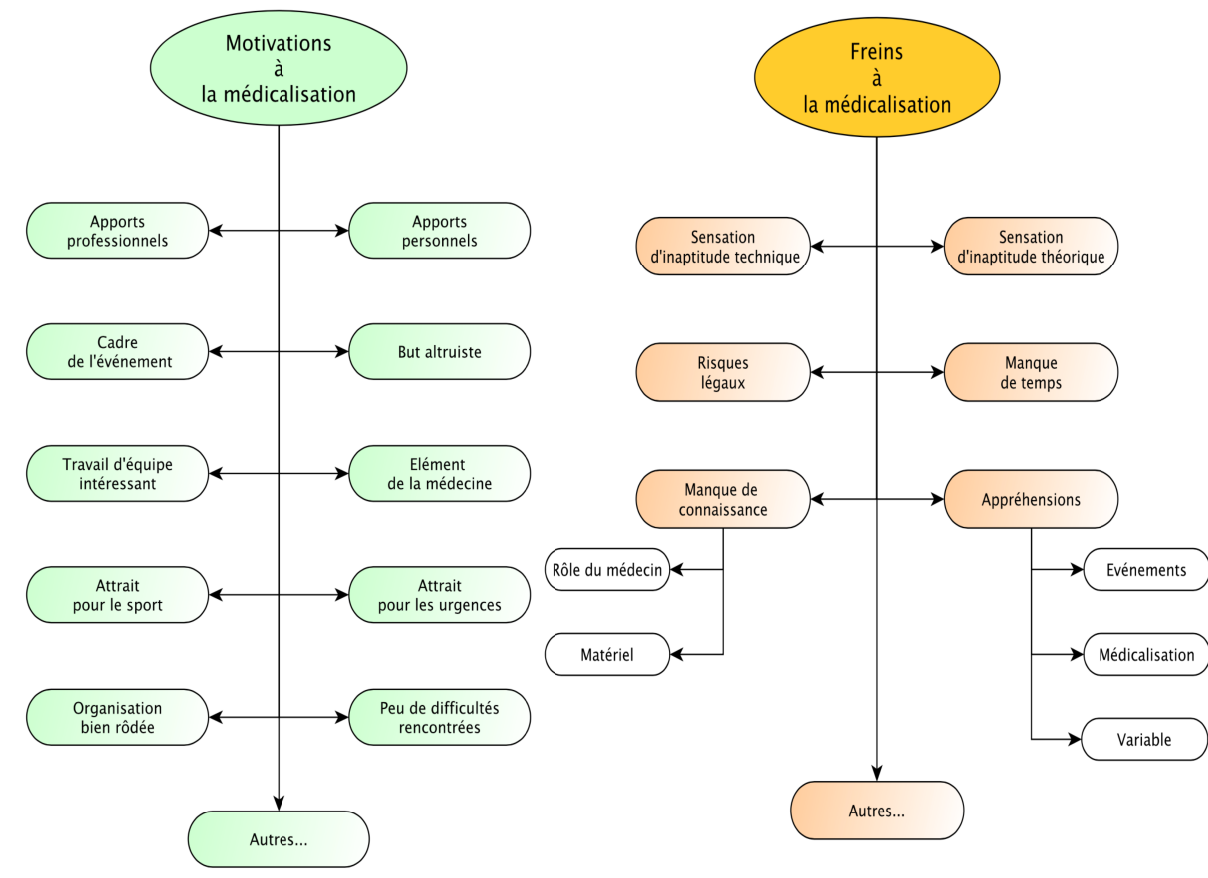 Motivations
à
la médicalisation
Apports
professionnels
Apports
personnels
Cadre
de l'événement
But altruiste
Travail d'équipe
intéressant
Elément
de la médecine
Attrait
pour le sport
Attrait
pour les urgences
Organisation
bien rôdée
Peu de difficultés
rencontrées
Autres...
Freins
à
la médicalisation
Sensation
d'inaptitude technique
Sensation
d'inaptitude théorique
Risques
légaux
Manque
de temps
Manque de
connaissance
Appréhensions
Rôle du médecin
Matériel
Evénements
Médicalisation
Variable
Autres...